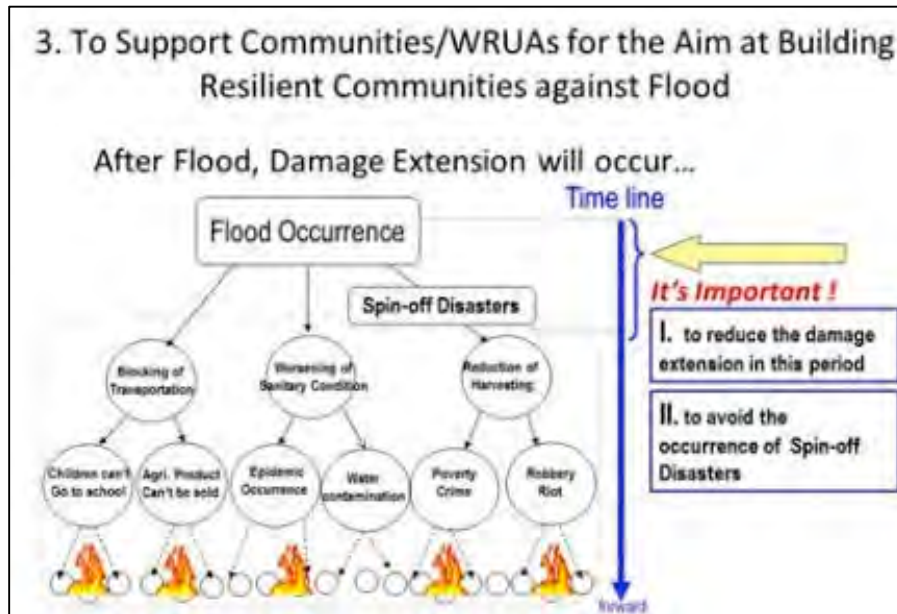 3. To Support Communities/WRUAs for the Aim at Building
Resilient Communities against Flood
After Flood, Damage Extension will occur...
Time line
Flood Occurrence
Spin-off Disasters
It's Important !
I. to reduce the damage
extension in this period
II. to avoid the
occurrence of Spin-off
Disasters
Blocking of
Transportation
Worsening of
Sanitary Condition
Reduction of
Harvesting
Children can't
Go to school
Agri. Product
Can't be sold
Epidemic
Occurrence
Water
contamination
Poverty
Crime
Robbery
Riot
forward